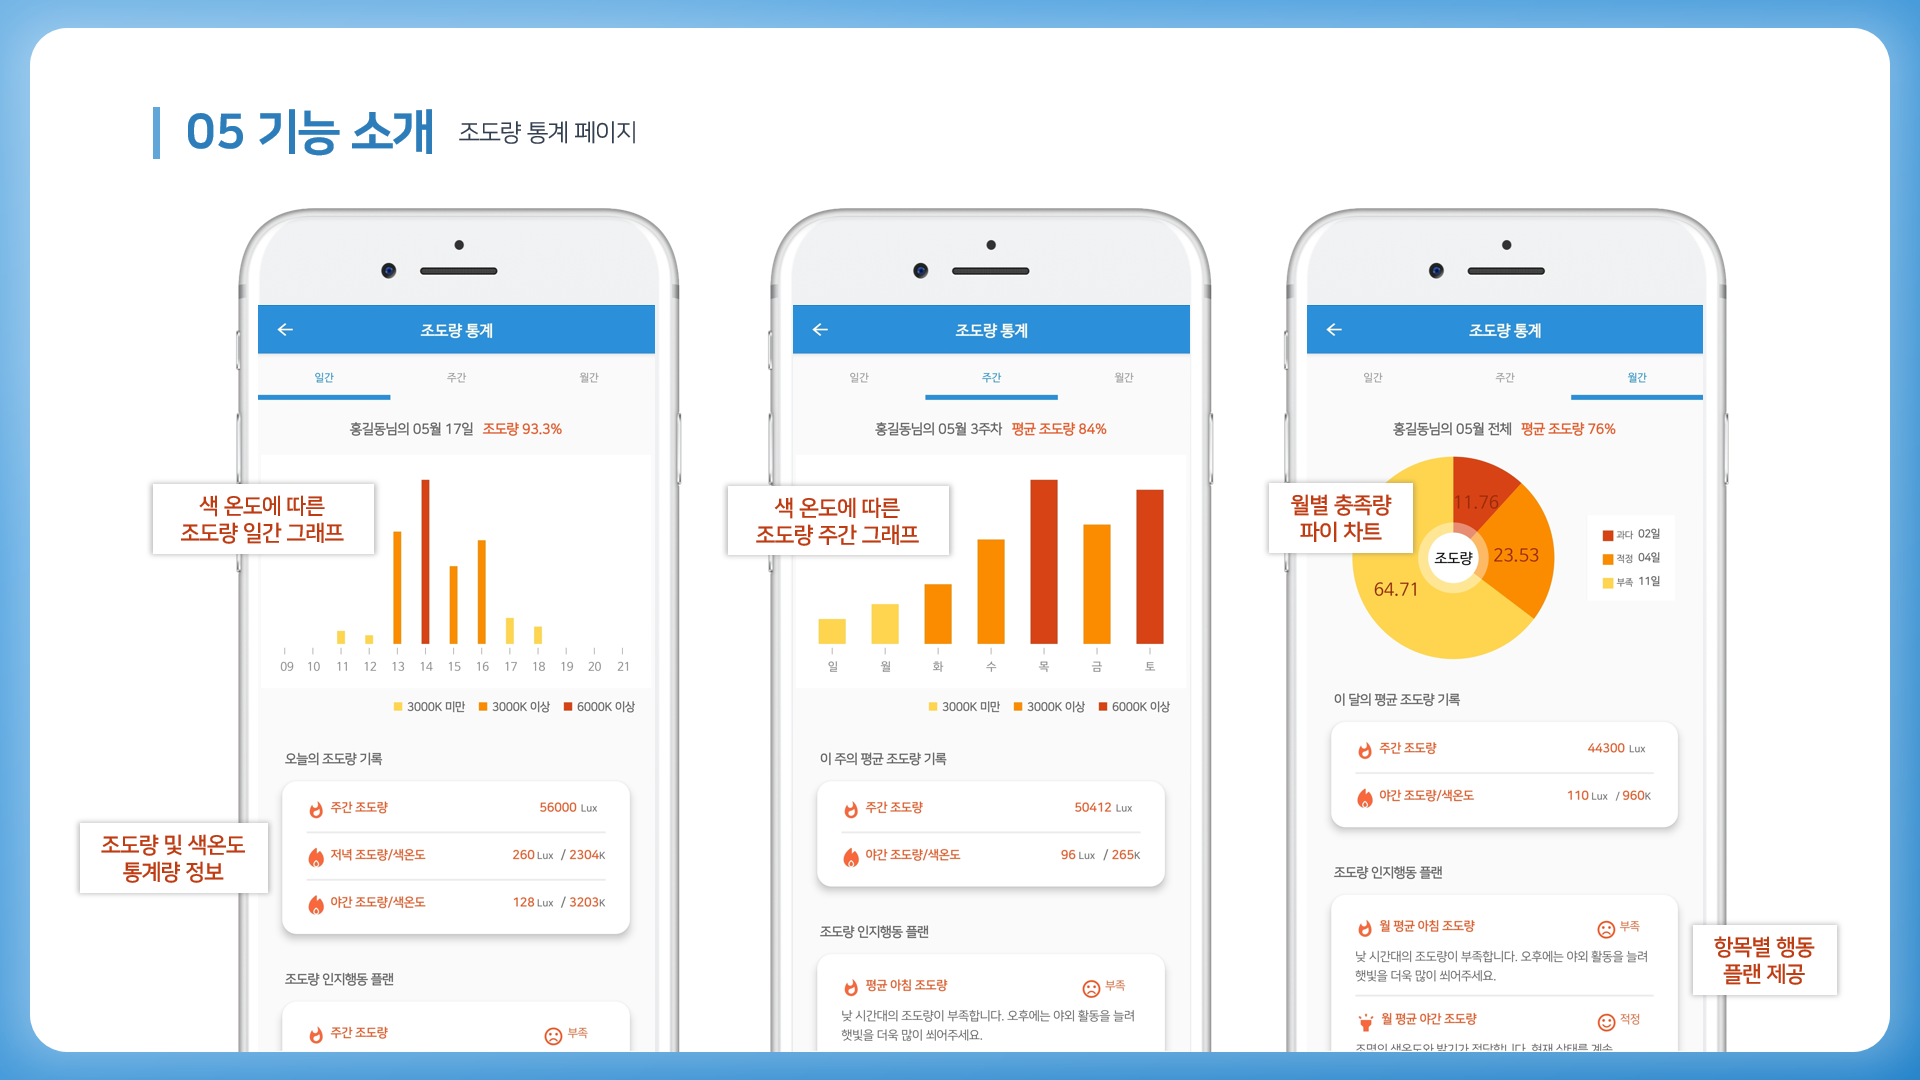 05 기능 소개 조도량 통계 페이지
조도량 통계
일간 주간 월간
홍길동님의 05월 17일 조도량 93.3%
색 온도에 따른
조도량 일간 그래프
09 10 11 12 13 14 15 16 17 18 19 20 21
3000K 미만 3000K 이상 6000K 이상
오늘의 조도량 기록
주간 조도량 56000 Lux
저녁 조도량/색온도 260 Lux / 2304K
야간 조도량/색온도 128 Lux / 3203K
조도량 및 색온도
통계량 정보
조도량 인지행동 플랜
주간 조도량 부족
조도량 통계
일간 주간 월간
홍길동님의 05월 3주차 평균 조도량 84%
색 온도에 따른
조도량 주간 그래프
일 월 화 수 목 금 토
3000K 미만 3000K 이상 6000K 이상
이 주의 평균 조도량 기록
주간 조도량 50412 Lux
야간 조도량/색온도 96 Lux / 265K
조도량 인지행동 플랜
평균 아침 조도량 부족
낮 시간대의 조도량이 부족합니다. 오후에는 야외 활동을 늘려
햇빛을 더욱 많이 쐬어주세요.
조도량 통계
일간 주간 월간
홍길동님의 05월 전체 평균 조도량 76%
월별 충족량
파이 차트
11.76
23.53
64.71
조도량
과다 02일
적정 04일
부족 11일
이 달의 평균 조도량 기록
주간 조도량 44300 Lux
야간 조도량/색온도 110 Lux / 960K
조도량 인지행동 플랜
월 평균 아침 조도량 부족
낮 시간대의 조도량이 부족합니다. 오후에는 야외 활동을 늘려
햇빛을 더욱 많이 쐬어주세요.
월 평균 야간 조도량 적정
조명의 색온도와 밝기가 적당합니다. 현재 상태를 계속
항목별 행동
플랜 제공